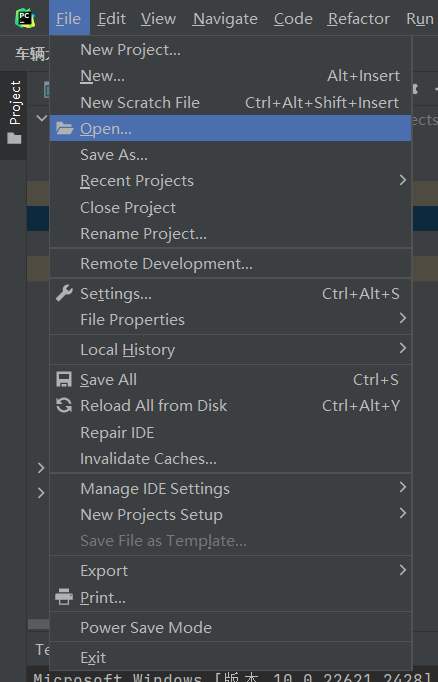 PC
File Edit View Navigate Code Refactor Run
车辆
Project
New Project...
New... Alt+Insert
New Scratch File Ctrl+Alt+Shift+Insert
Open...
Save As...
Recent Projects
Close Project
Rename Project...
Remote Development...
Settings... Ctrl+Alt+S
File Properties
Local History
Save All Ctrl+S
Reload All from Disk Ctrl+Alt+Y
Repair IDE
Invalidate Caches...
Manage IDE Settings
New Projects Setup
Save File as Template...
Export
Print...
Power Save Mode
Exit
Te
Microsoft Windows [版本 10.0.22621.2428]